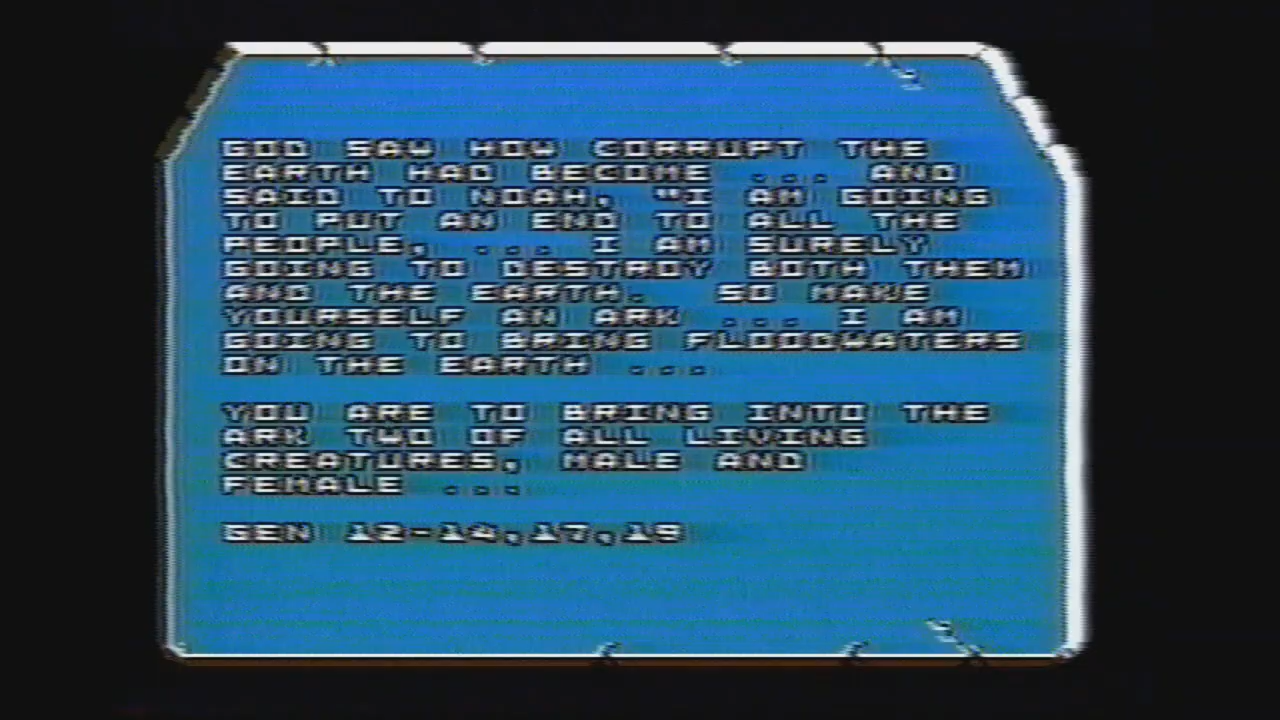 GOD SAW HOW CORRUPT THE
EARTH HAD BECOME ... AND
SAID TO NOAH, "I AM GOING
TO PUT AN END TO ALL THE
PEOPLE, ... I AM SURELY
GOING TO DESTROY BOTH THEM
AND THE EARTH. SO MAKE
YOURSELF AN ARK ... I AM
GOING TO BRING FLOODWATERS
ON THE EARTH ...
YOU ARE TO BRING INTO THE
ARK TWO OF ALL LIVING
CREATURES, MALE AND
FEMALE ...
GEN 12-14,17,19